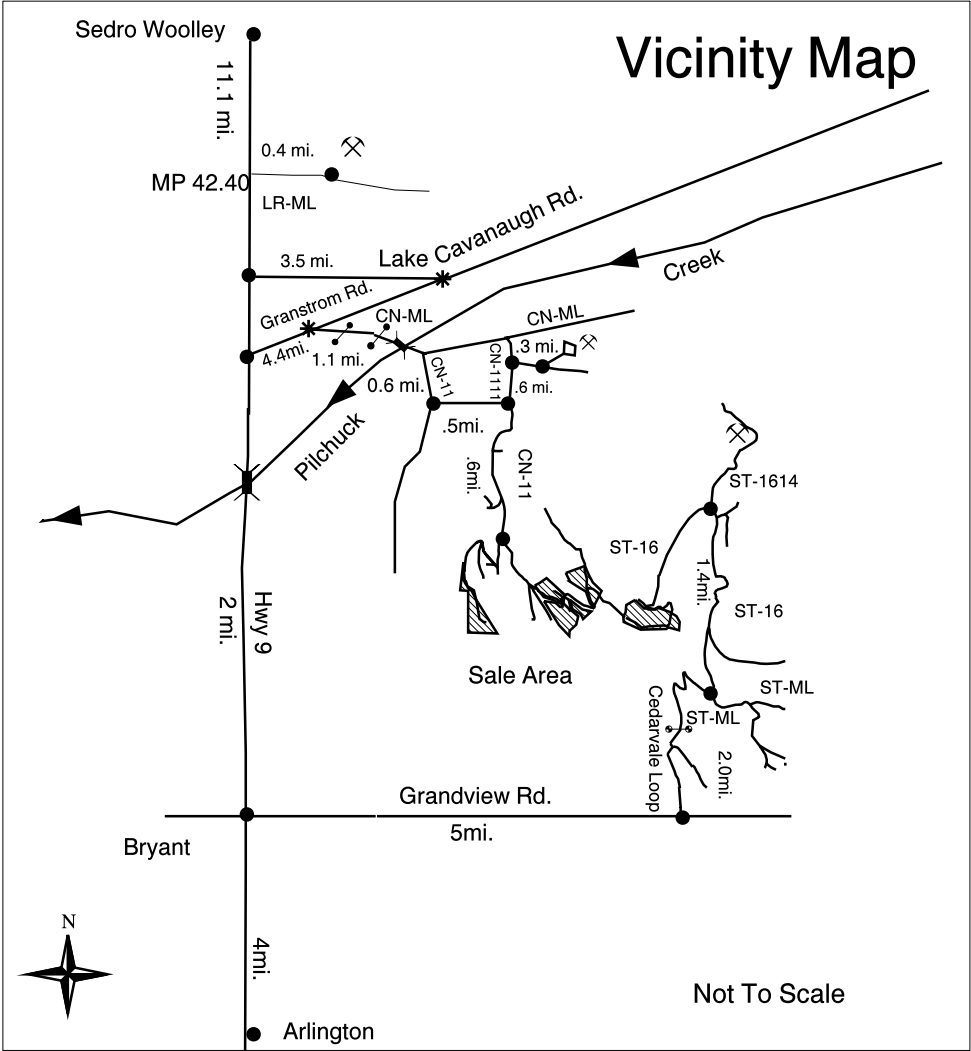 Sedro Woolley
Vicinity Map
11.1 mi.
0.4 mi.
MP 42.40
LR-ML
3.5 mi.
Lake Cavanaugh Rd.
Creek
Granstrom Rd.
CN-ML
CN-ML
4.4mi.
1.1 mi.
0.6 mi.
CN-11
CN-1111
.3 mi.
.6 mi.
.5mi.
Pilchuck
.6mi.
CN-11
ST-1614
ST-16
1.4mi.
ST-16
Hwy 9
2 mi.
Sale Area
ST-ML
ST-ML
Cedarvale Loop
2.0mi.
Grandview Rd.
5mi.
Bryant
N
4mi.
Not To Scale
Arlington